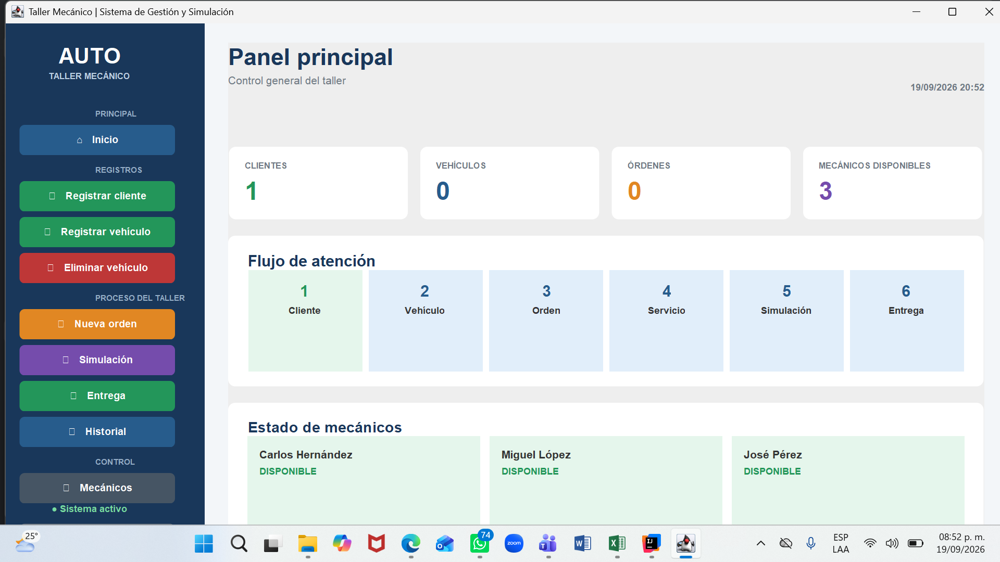 Taller Mecánico | Sistema de Gestión y Simulación
AUTO
TALLER MECÁNICO
PRINCIPAL
Inicio
REGISTROS
Registrar cliente
Registrar vehículo
Eliminar vehículo
PROCESO DEL TALLER
Nueva orden
Simulación
Entrega
Historial
CONTROL
Mecánicos
● Sistema activo
Panel principal
Control general del taller
19/09/2026 20:52
CLIENTES
1
VEHÍCULOS
0
ÓRDENES
0
MECÁNICOS DISPONIBLES
3
Flujo de atención
1
Cliente
2
Vehículo
3
Orden
4
Servicio
5
Simulación
6
Entrega
Estado de mecánicos
Carlos Hernández
DISPONIBLE
Miguel López
DISPONIBLE
José Pérez
DISPONIBLE
25°
74
zoom
ESP
LAA
08:52 p. m.
19/09/2026